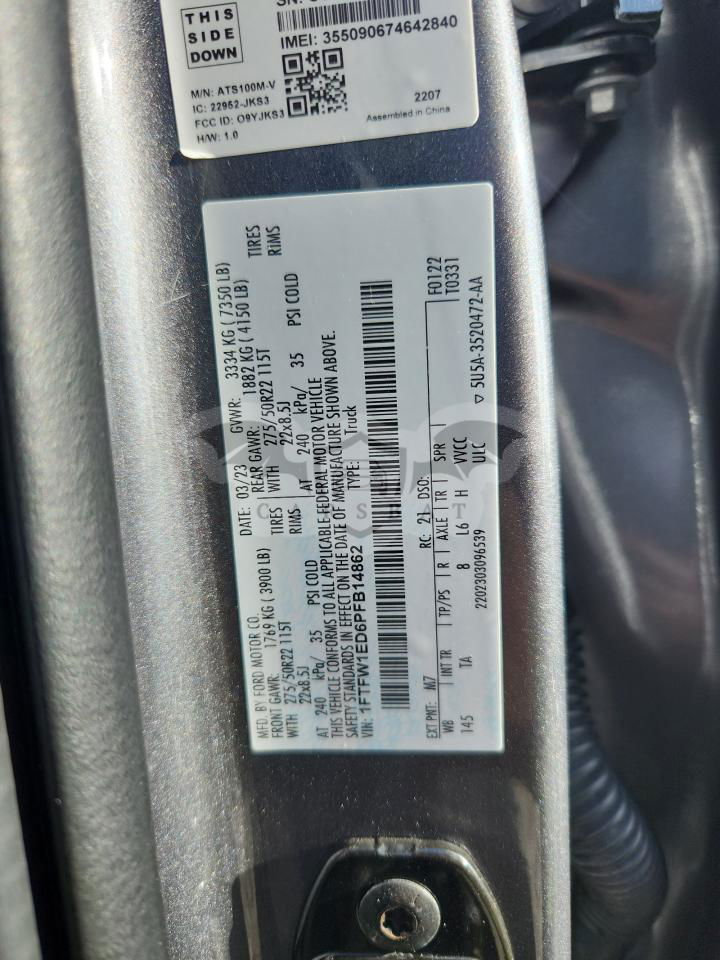 THIS
SIDE
DOWN
IMEI: 355090674642840
M/N: ATS100M-V
IC: 22952-JKS3
FCC ID: O9YJKS3
H/W: 1.0
2207
Assembled in China
MFD. BY FORD MOTOR CO.
DATE: 03/23 GVWR: 3334 KG ( 7350 LB)
FRONT GAWR: 1769 KG ( 3900 LB) REAR GAWR: 1882 KG ( 4150 LB)
WITH 275/50R22 115T TIRES WITH 275/50R22 115T TIRES
22x8.5J RIMS 22x8.5J RIMS
AT 240 kPa/ 35 PSI COLD AT 240 kPa/ 35 PSI COLD
THIS VEHICLE CONFORMS TO ALL APPLICABLE FEDERAL MOTOR VEHICLE
SAFETY STANDARDS IN EFFECT ON THE DATE OF MANUFACTURE SHOWN ABOVE.
VIN: 1FTFW1ED6PFB14862 TYPE: Truck
F0122
T0331
EXT PNT: M7 RC: 21 DSO:
WB INT TR TP/PS R AXLE TR SPR
145 TA 8 L6 H VVCC
2202303096539 UIC
▽ 5U5A-3520472-AA